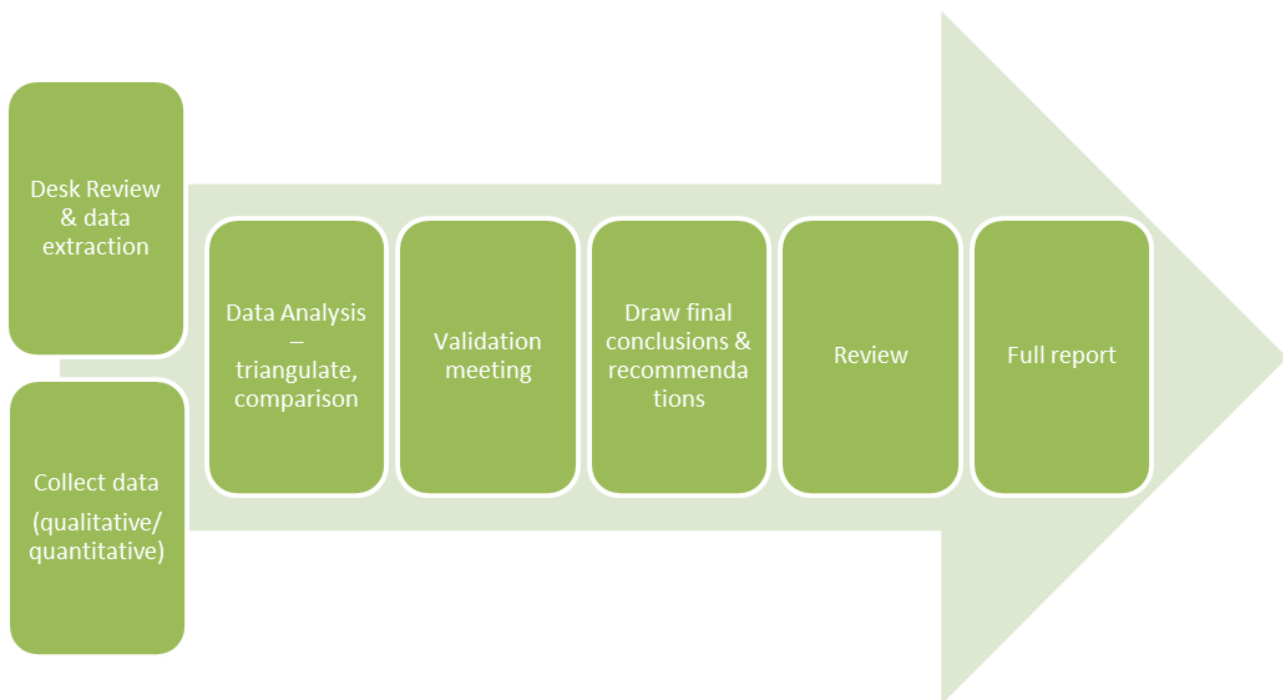 Desk Review
& data
extraction
Collect data
(qualitative/
quantitative)
Data Analysis
–
triangulate,
comparison
Validation
meeting
Draw final
conclusions &
recommenda
tions
Review
Full report